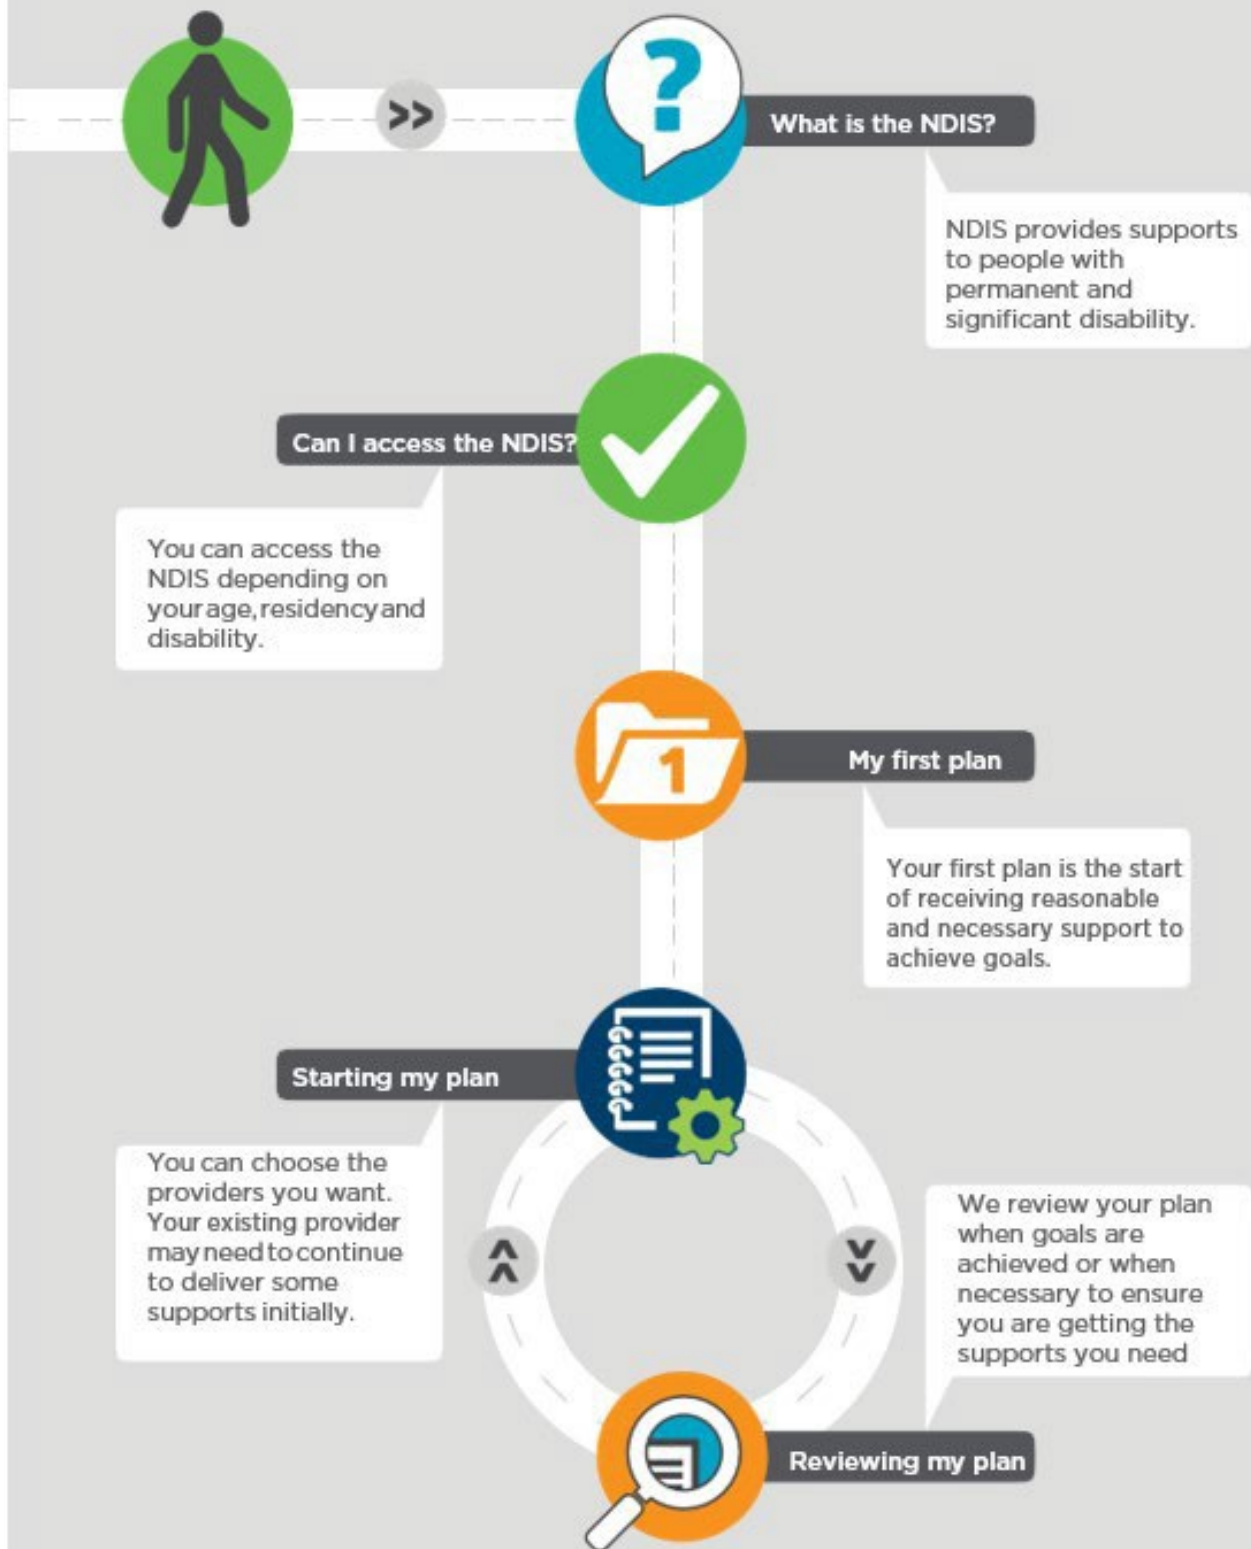 What is the NDIS?
NDIS provides supports
to people with
permanent and
significant disability.
Can I access the NDIS?
You can access the
NDIS depending on
your age, residency and
disability.
1
My first plan
Your first plan is the start
of receiving reasonable
and necessary support to
achieve goals.
Starting my plan
You can choose the
providers you want.
Your existing provider
may need to continue
to deliver some
supports initially.
We review your plan
when goals are
achieved or when
necessary to ensure
you are getting the
supports you need
Reviewing my plan